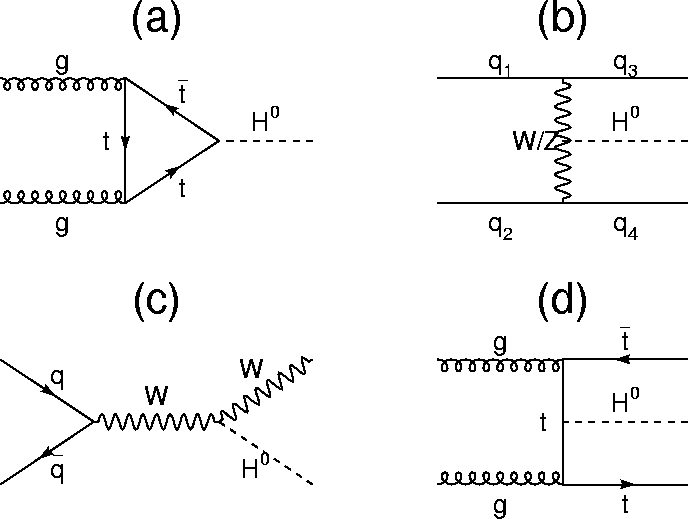 (a)
g
t̄
H⁰
t
t
g
(b)
q₁ q₃
W/Z H⁰
q₂ q₄
(c)
q
W
W
q̄
H⁰
(d)
g
t̄
t
H⁰
g
t